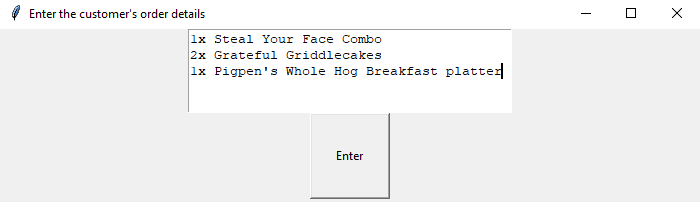 Enter the customer's order details
1x Steal Your Face Combo
2x Grateful Griddlecakes
1x Pigpen's Whole Hog Breakfast platter
Enter